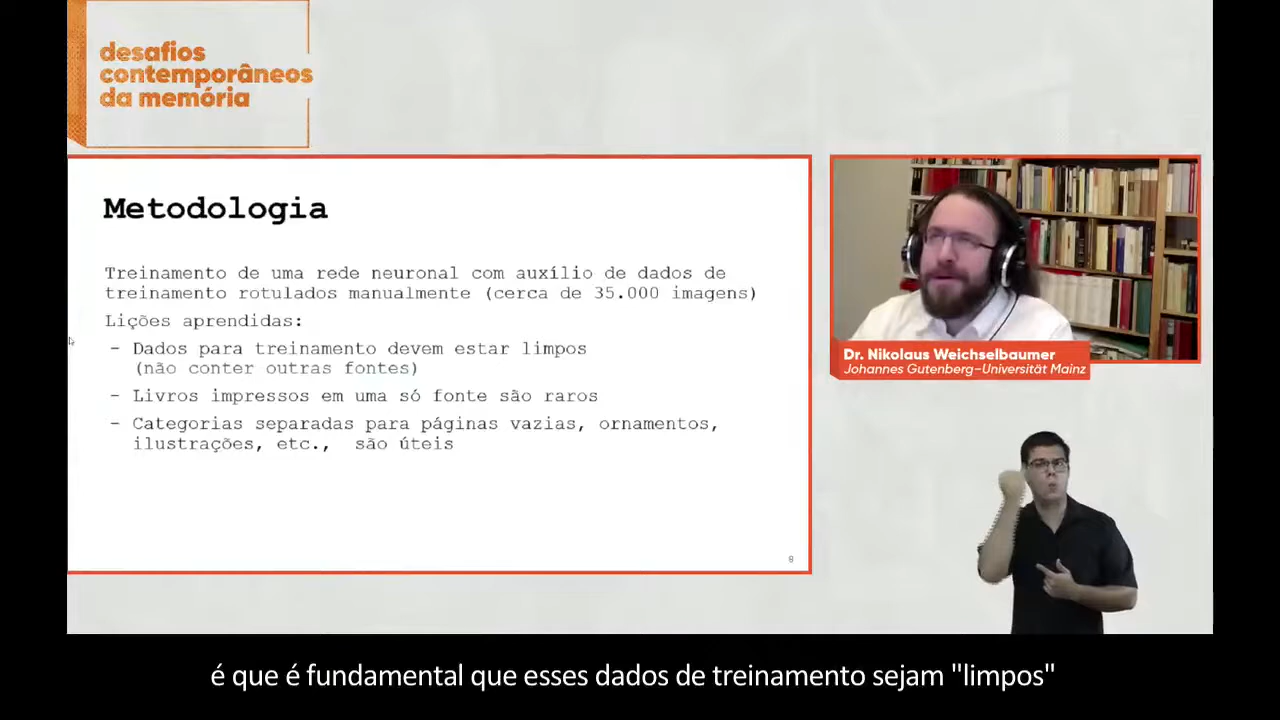 desafios
contemporâneos
da memória
Metodologia
Treinamento de uma rede neuronal com auxílio de dados de
treinamento rotulados manualmente (cerca de 35.000 imagens)
Lições aprendidas:
- Dados para treinamento devem estar limpos
(não conter outras fontes)
- Livros impressos em uma só fonte são raros
- Categorias separadas para páginas vazias, ornamentos,
ilustrações, etc., são úteis
8
Dr. Nikolaus Weichselbaumer
Johannes Gutenberg–Universität Mainz
é que é fundamental que esses dados de treinamento sejam "limpos"